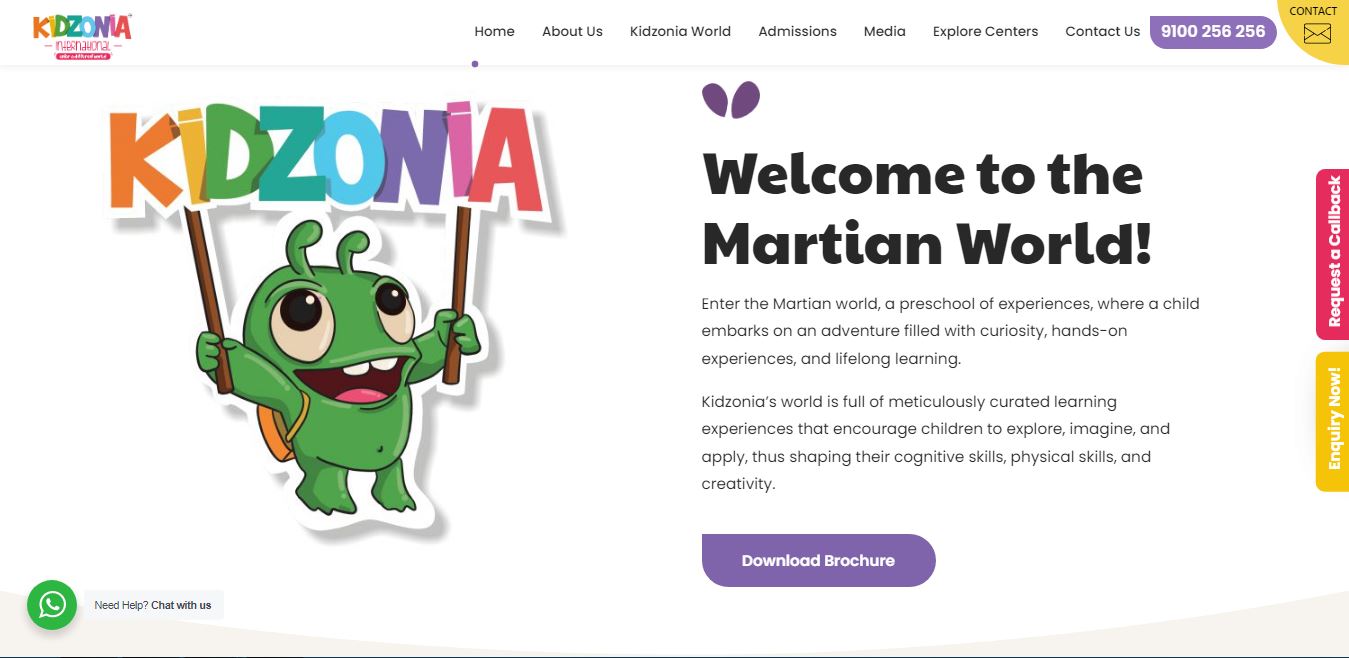 KiDZONiA
INTERNATIONAL
Home
About Us
Kidzonia World
Admissions
Media
Explore Centers
Contact Us
9100 256 256
CONTACT
KiDZONiA
Welcome to the
Martian World!
Enter the Martian world, a preschool of experiences, where a child
embarks on an adventure filled with curiosity, hands-on
experiences, and lifelong learning.
Kidzonia’s world is full of meticulously curated learning
experiences that encourage children to explore, imagine, and
apply, thus shaping their cognitive skills, physical skills, and
creativity.
Download Brochure
Request a Callback
Enquiry Now!
Need Help? Chat with us